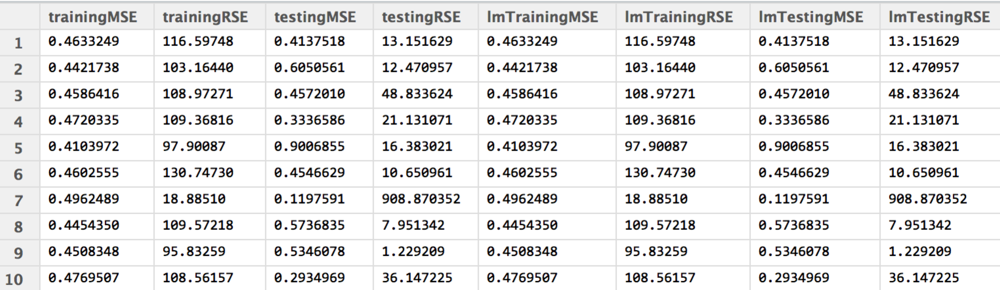 trainingMSE trainingRSE testingMSE testingRSE lmTrainingMSE lmTrainingRSE lmTestingMSE lmTestingRSE
1 0.4633249 116.59748 0.4137518 13.151629 0.4633249 116.59748 0.4137518 13.151629
2 0.4421738 103.16440 0.6050561 12.470957 0.4421738 103.16440 0.6050561 12.470957
3 0.4586416 108.97271 0.4572010 48.833624 0.4586416 108.97271 0.4572010 48.833624
4 0.4720335 109.36816 0.3336586 21.131071 0.4720335 109.36816 0.3336586 21.131071
5 0.4103972 97.90087 0.9006855 16.383021 0.4103972 97.90087 0.9006855 16.383021
6 0.4602555 130.74730 0.4546629 10.650961 0.4602555 130.74730 0.4546629 10.650961
7 0.4962489 18.88510 0.1197591 908.870352 0.4962489 18.88510 0.1197591 908.870352
8 0.4454350 109.57218 0.5736835 7.951342 0.4454350 109.57218 0.5736835 7.951342
9 0.4508348 95.83259 0.5346078 1.229209 0.4508348 95.83259 0.5346078 1.229209
10 0.4769507 108.56157 0.2934969 36.147225 0.4769507 108.56157 0.2934969 36.147225